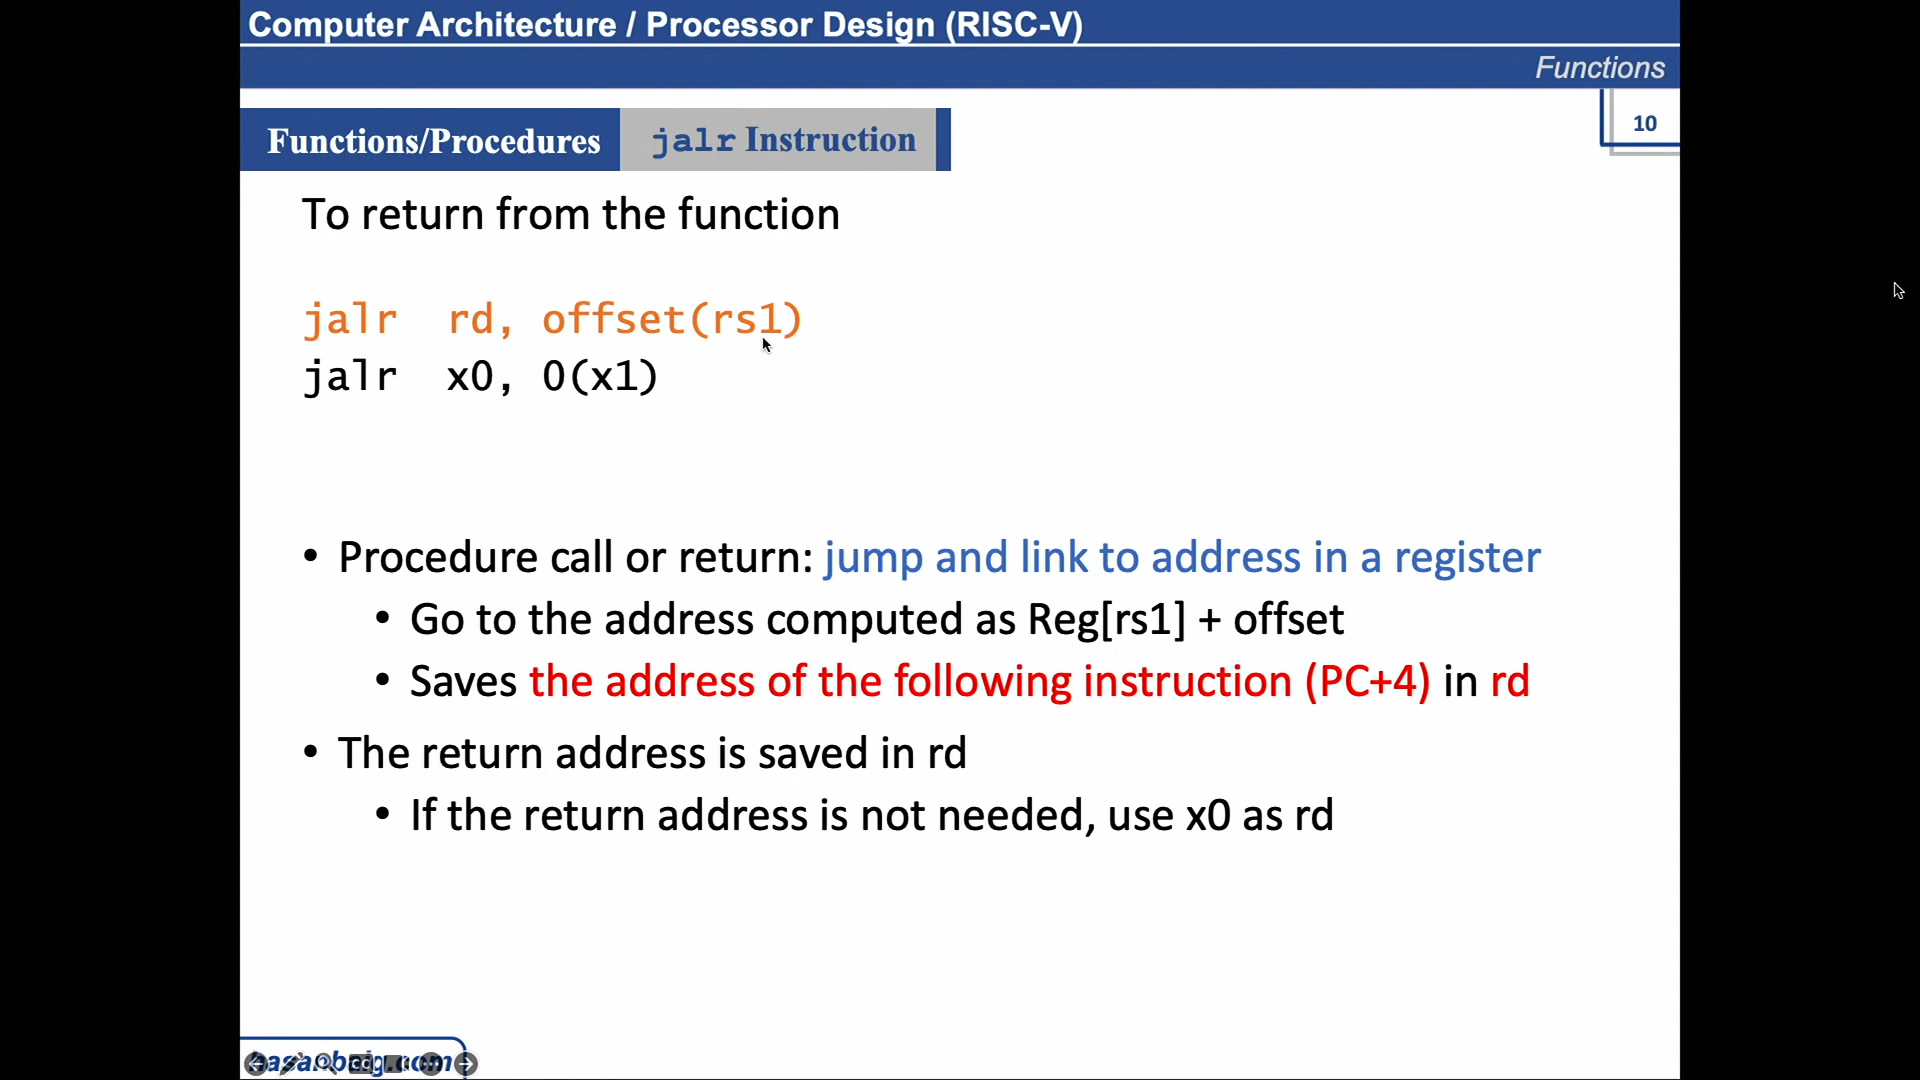 Computer Architecture / Processor Design (RISC-V)
Functions
10
Functions/Procedures jalr Instruction
To return from the function
jalr rd, offset(rs1)
jalr x0, 0(x1)
• Procedure call or return: jump and link to address in a register
• Go to the address computed as Reg[rs1] + offset
• Saves the address of the following instruction (PC+4) in rd
• The return address is saved in rd
• If the return address is not needed, use x0 as rd
hasanbaig.com